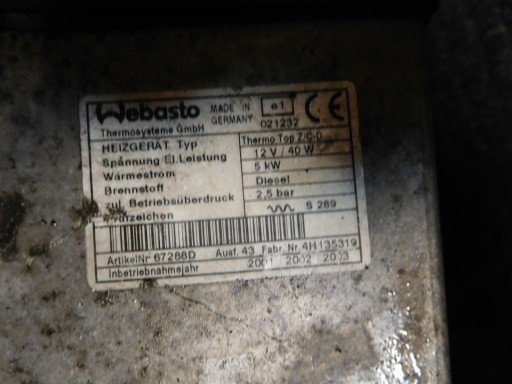 Webasto
MADE IN GERMANY
e1
CE
021232
Thermosysteme GmbH
HEIZGERÄT Typ Thermo Top Z/C-D
Spannung El.Leistung 12 V / 40 W
Wärmestrom 5 kW
Brennstoff Diesel
zul. Betriebsüberdruck 2,5 bar
S 289
ArtikelNr 67288D Ausf. 43 Fabr. Nr. 4H135319
Inbetriebnahmejahr 2001 2002 2003